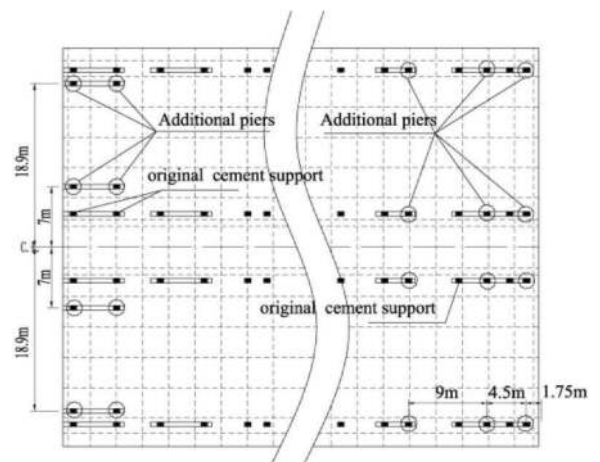 Additional piers
Additional piers
18.9m
original cement support
7m
7m
original cement support
18.9m
9m
4.5m
1.75m